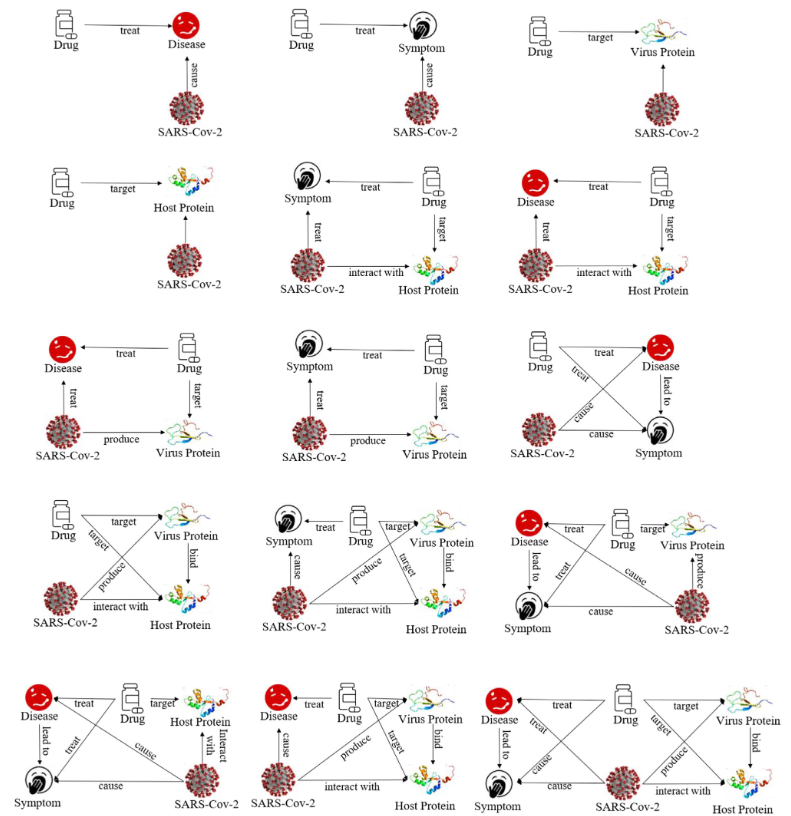 Drug
treat
Disease
cause
SARS-Cov-2
Drug
treat
Symptom
cause
SARS-Cov-2
Drug
target
Virus Protein
SARS-Cov-2
Drug
target
Host Protein
SARS-Cov-2
Symptom
treat
Drug
treat
target
SARS-Cov-2
interact with
Host Protein
Disease
treat
Drug
treat
target
SARS-Cov-2
interact with
Host Protein
Disease
treat
Drug
treat
target
SARS-Cov-2
produce
Virus Protein
Symptom
treat
Drug
treat
target
SARS-Cov-2
produce
Virus Protein
Drug
treat
Disease
treat
lead to
cause
SARS-Cov-2
cause
Symptom
Drug
target
Virus Protein
target
bind
produce
SARS-Cov-2
interact with
Host Protein
Symptom
treat
Drug
target
Virus Protein
cause
produce
target
bind
SARS-Cov-2
interact with
Host Protein
Disease
treat
Drug
target
Virus Protein
lead to
treat
cause
produce
Symptom
cause
SARS-Cov-2
Disease
treat
Drug
target
Host Protein
lead to
treat
cause
Interact with
Symptom
cause
SARS-Cov-2
Disease
treat
Drug
target
Virus Protein
cause
produce
target
bind
SARS-Cov-2
interact with
Host Protein
Disease
treat
Drug
target
Virus Protein
lead to
treat
cause
target
produce
bind
Symptom
cause
SARS-Cov-2
interact with
Host Protein